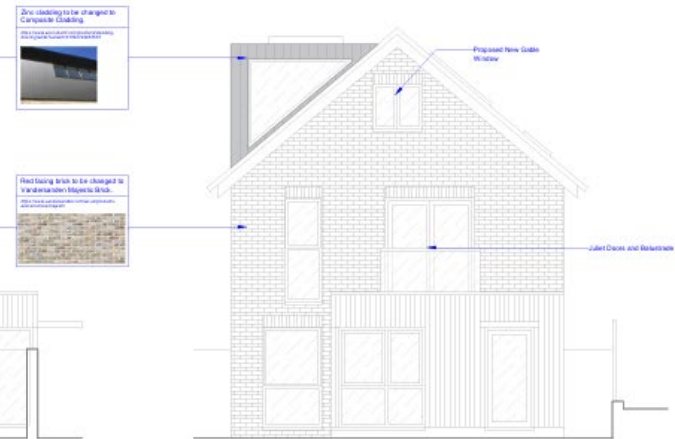 Zinc cladding to be changed to
Composite Cladding.
Proposed New Gable
Window
Red facing brick to be changed to
Vandersanden Majestic Brick.
Juliet Doors and Balustrade